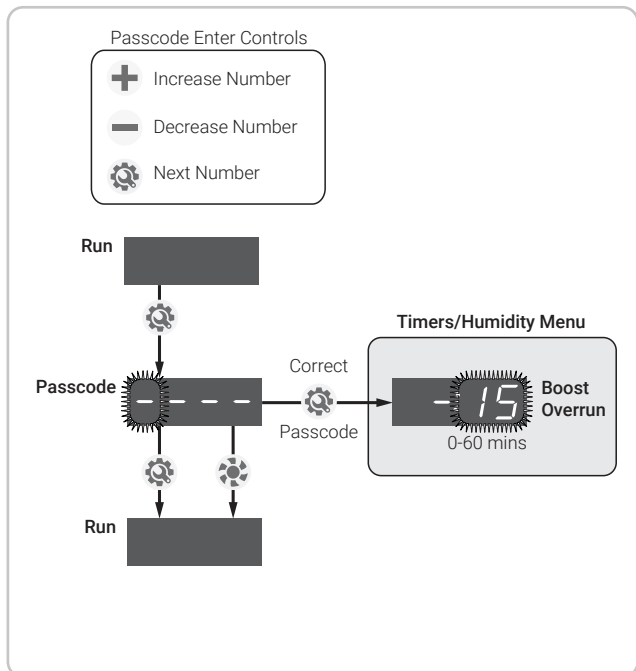 Passcode Enter Controls
Increase Number
Decrease Number
Next Number
Run
Timers/Humidity Menu
Correct
Passcode
- - - -
Passcode
- 15
Boost
Overrun
0-60 mins
Run